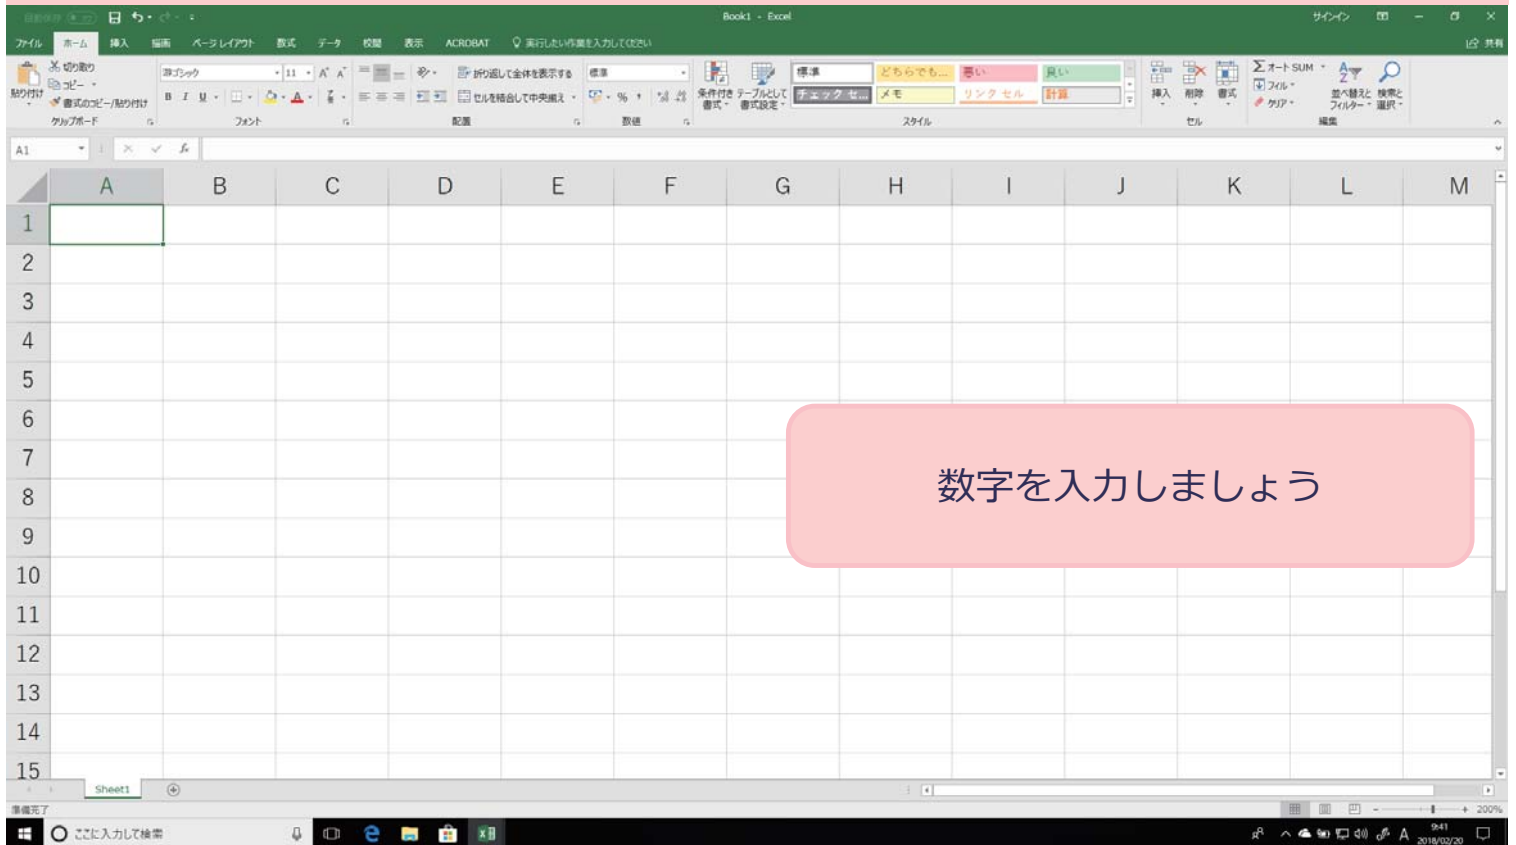 自動保存
Book1 - Excel
サインイン
ファイル ホーム 挿入 描画 ページ レイアウト 数式 データ 校閲 表示 ACROBAT 実行したい作業を入力してください 共有
貼り付け
切り取り
コピー
書式のコピー/貼り付け
クリップボード
游ゴシック 11
B I U
フォント
折り返して全体を表示する
セルを結合して中央揃え
配置
標準
%
数値
条件付き書式
テーブルとして書式設定
標準 どちらでも... 悪い 良い
チェック セ... メモ リンク セル 計算
スタイル
挿入 削除 書式
セル
オート SUM
フィル
クリア
並べ替えとフィルター
検索と選択
編集
A1 fx
A B C D E F G H I J K L M
1
2
3
4
5
6
7
数字を入力しましょう
8
9
10
11
12
13
14
15
Sheet1
準備完了 200%
ここに入力して検索
A 9:41
2018/02/20